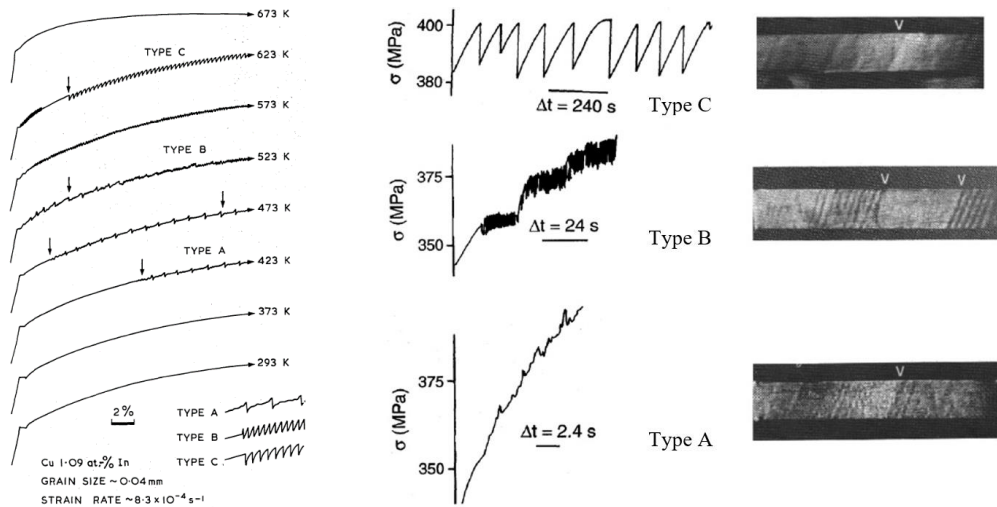 673 K
TYPE C
623 K
573 K
TYPE B
523 K
473 K
TYPE A
423 K
373 K
293 K
2%
TYPE A
TYPE B
TYPE C
Cu 1·09 at.-% In
GRAIN SIZE ~0·04 mm
STRAIN RATE ~8·3 x 10⁻⁴ s⁻¹
σ (MPa)
400
380
Δt = 240 s
Type C
σ (MPa)
375
350
Δt = 24 s
Type B
σ (MPa)
375
350
Δt = 2.4 s
Type A
V
V
V
V